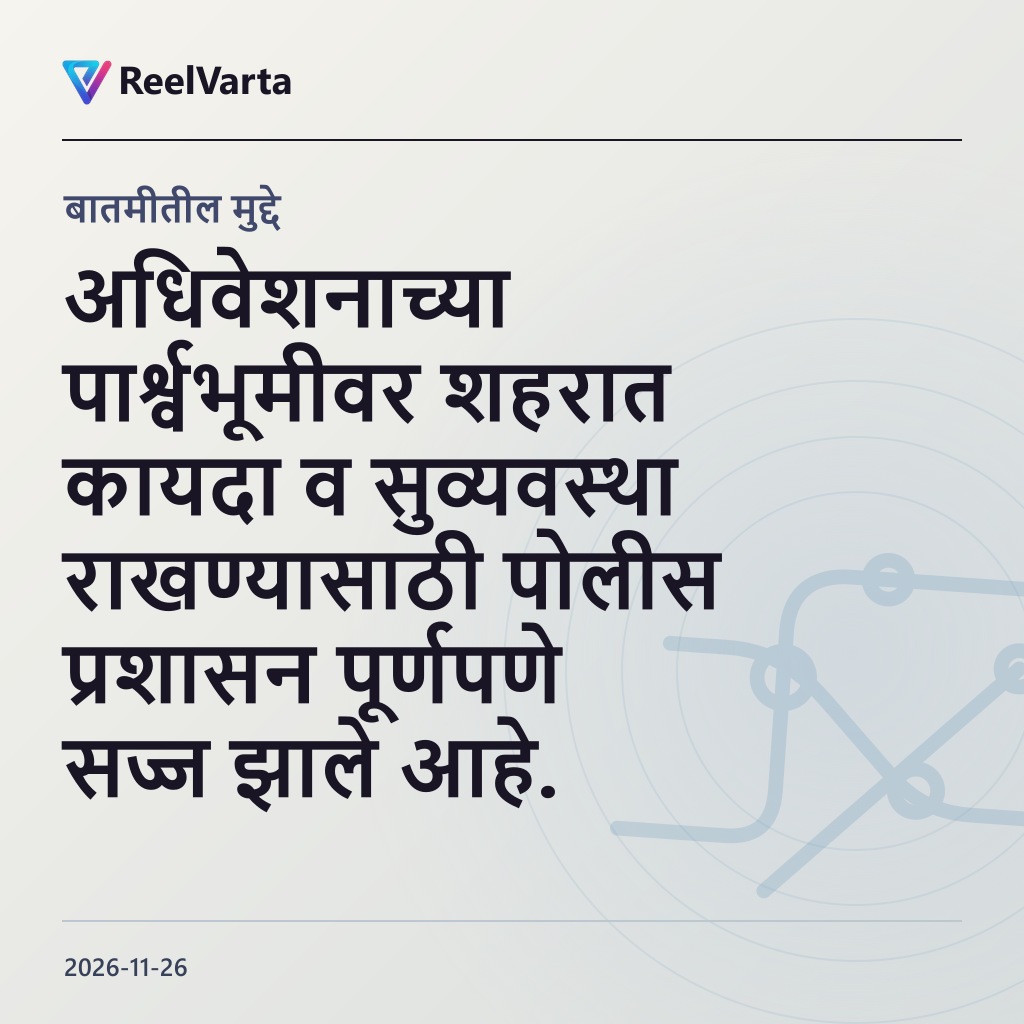 ReelVarta
बातमीतील मुद्दे
अधिवेशनाच्या
पार्श्वभूमीवर शहरात
कायदा व सुव्यवस्था
राखण्यासाठी पोलीस
प्रशासन पूर्णपणे
सज्ज झाले आहे.
2026-11-26